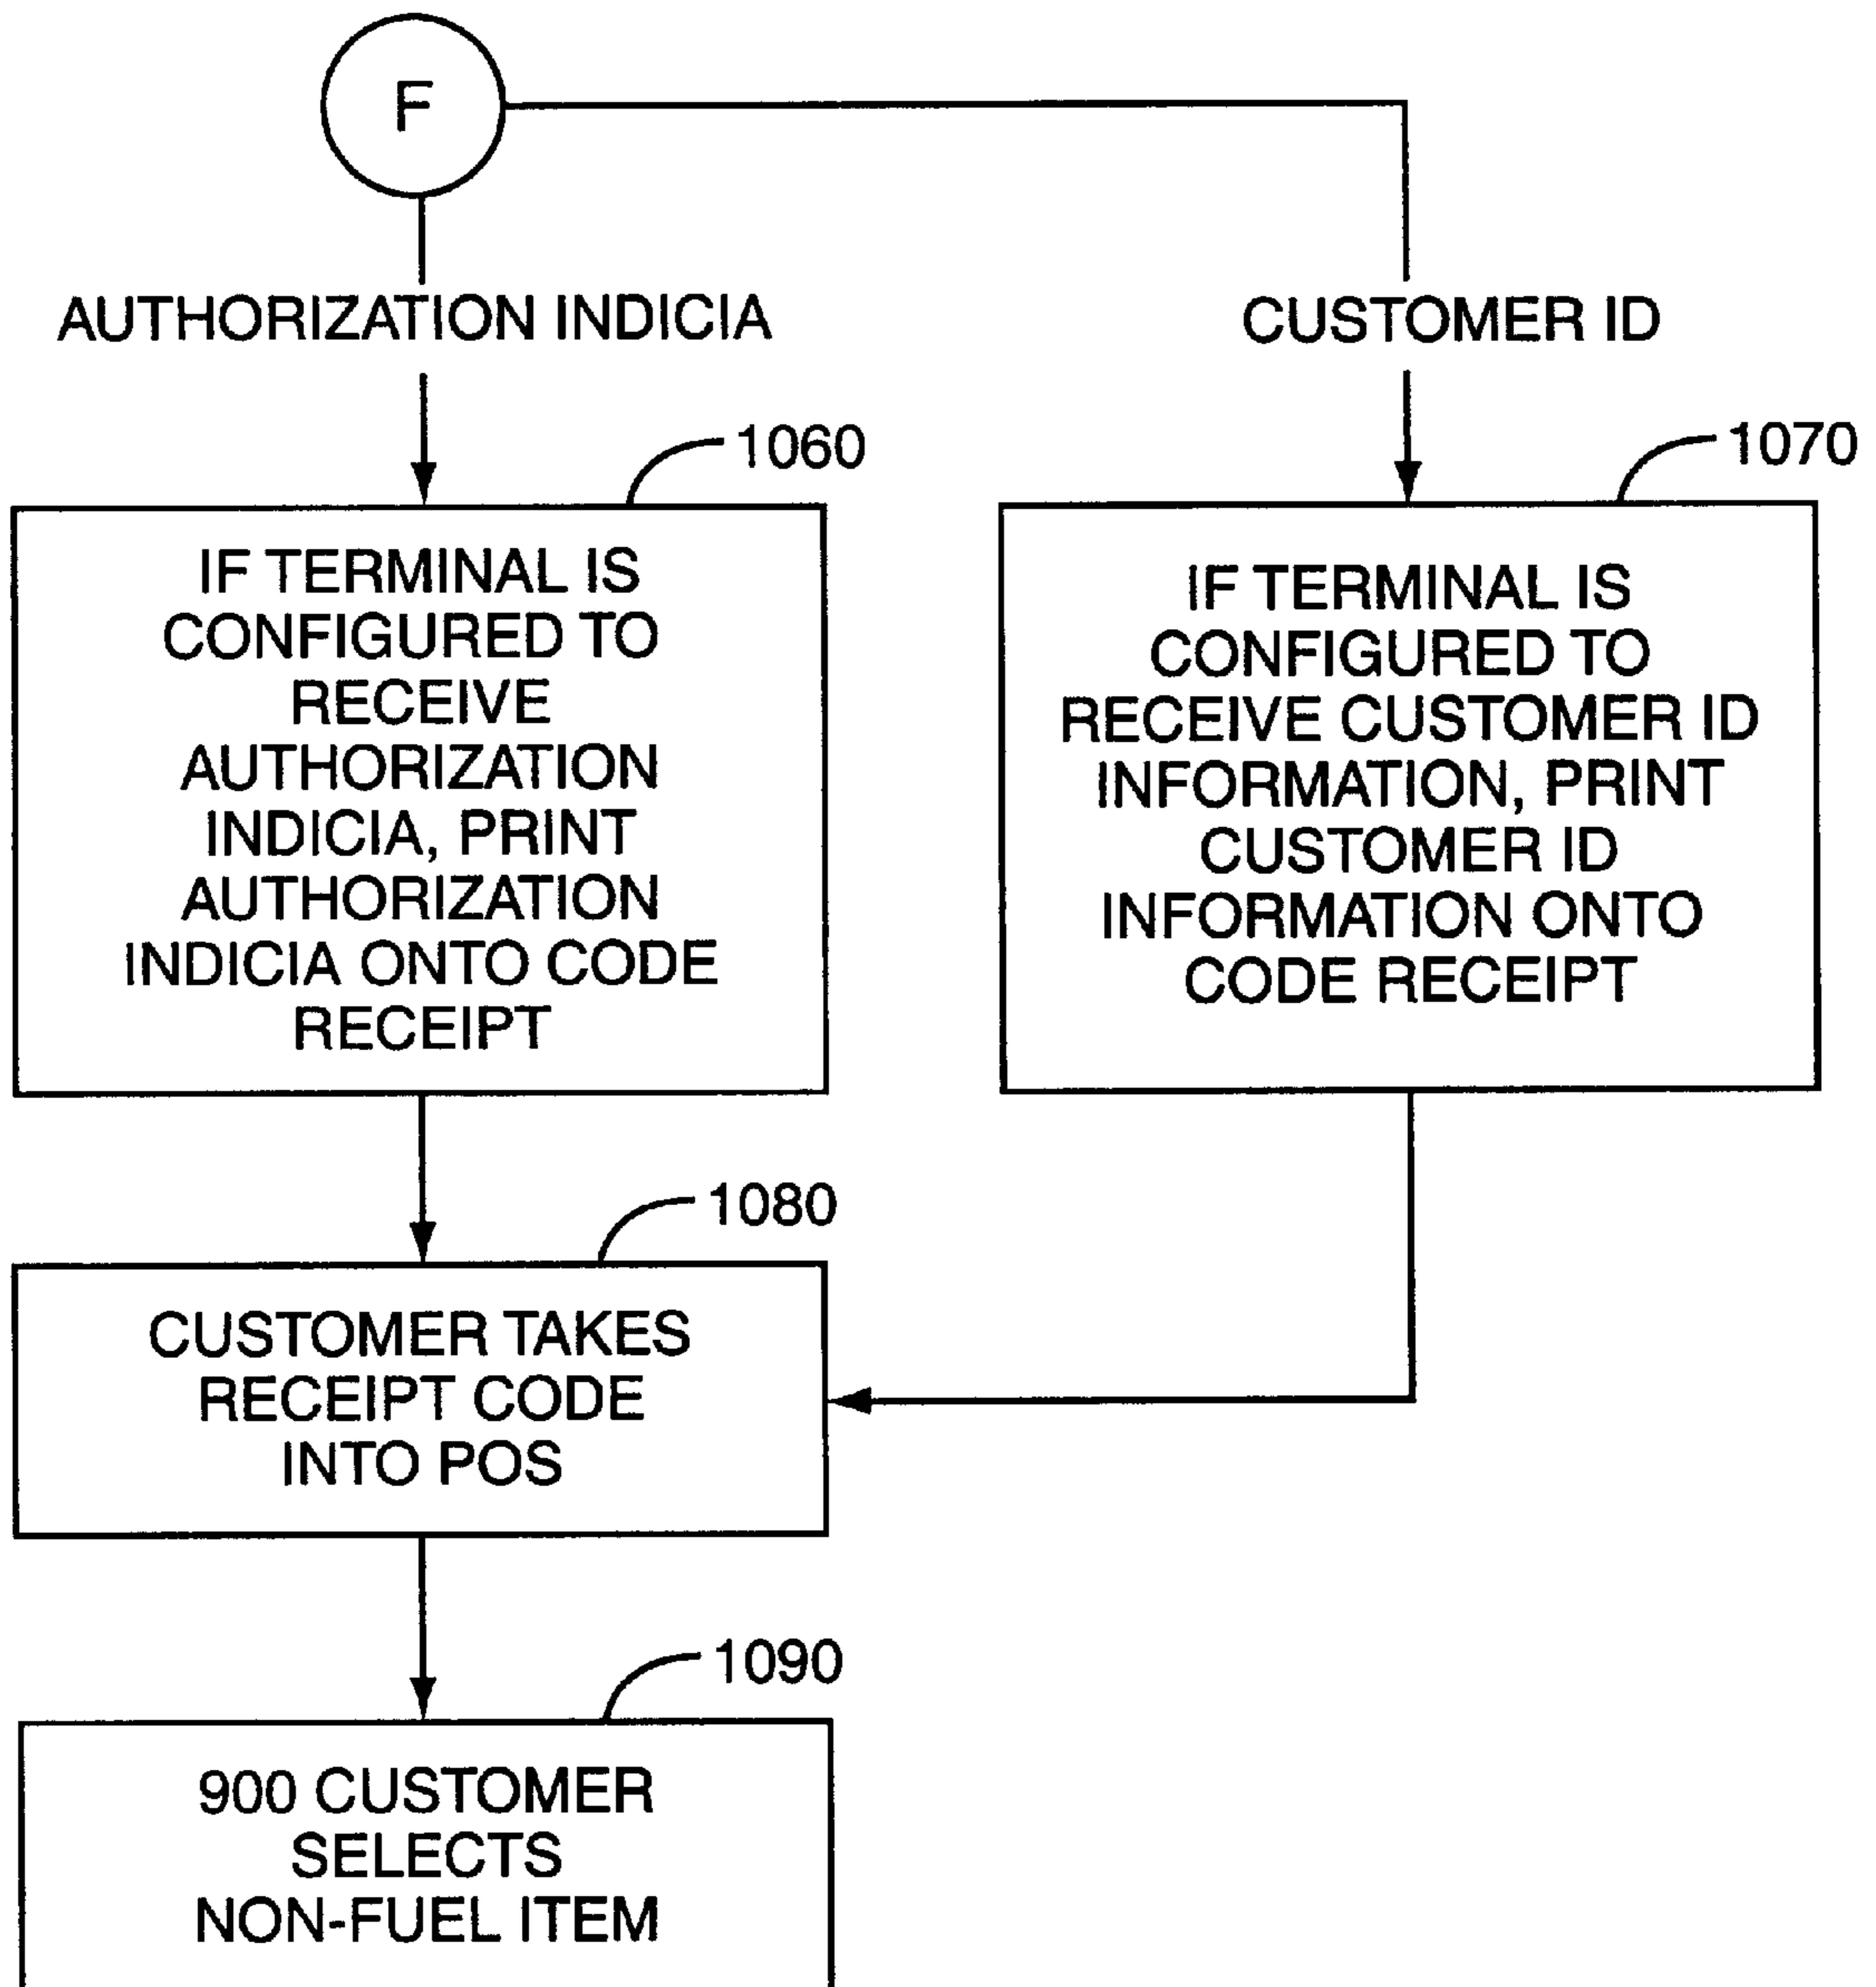 F
AUTHORIZATION INDICIA
CUSTOMER ID
1060
IF TERMINAL IS
CONFIGURED TO
RECEIVE
AUTHORIZATION
INDICIA, PRINT
AUTHORIZATION
INDICIA ONTO CODE
RECEIPT
1070
IF TERMINAL IS
CONFIGURED TO
RECEIVE CUSTOMER ID
INFORMATION, PRINT
CUSTOMER ID
INFORMATION ONTO
CODE RECEIPT
1080
CUSTOMER TAKES
RECEIPT CODE
INTO POS
1090
900 CUSTOMER
SELECTS
NON-FUEL ITEM